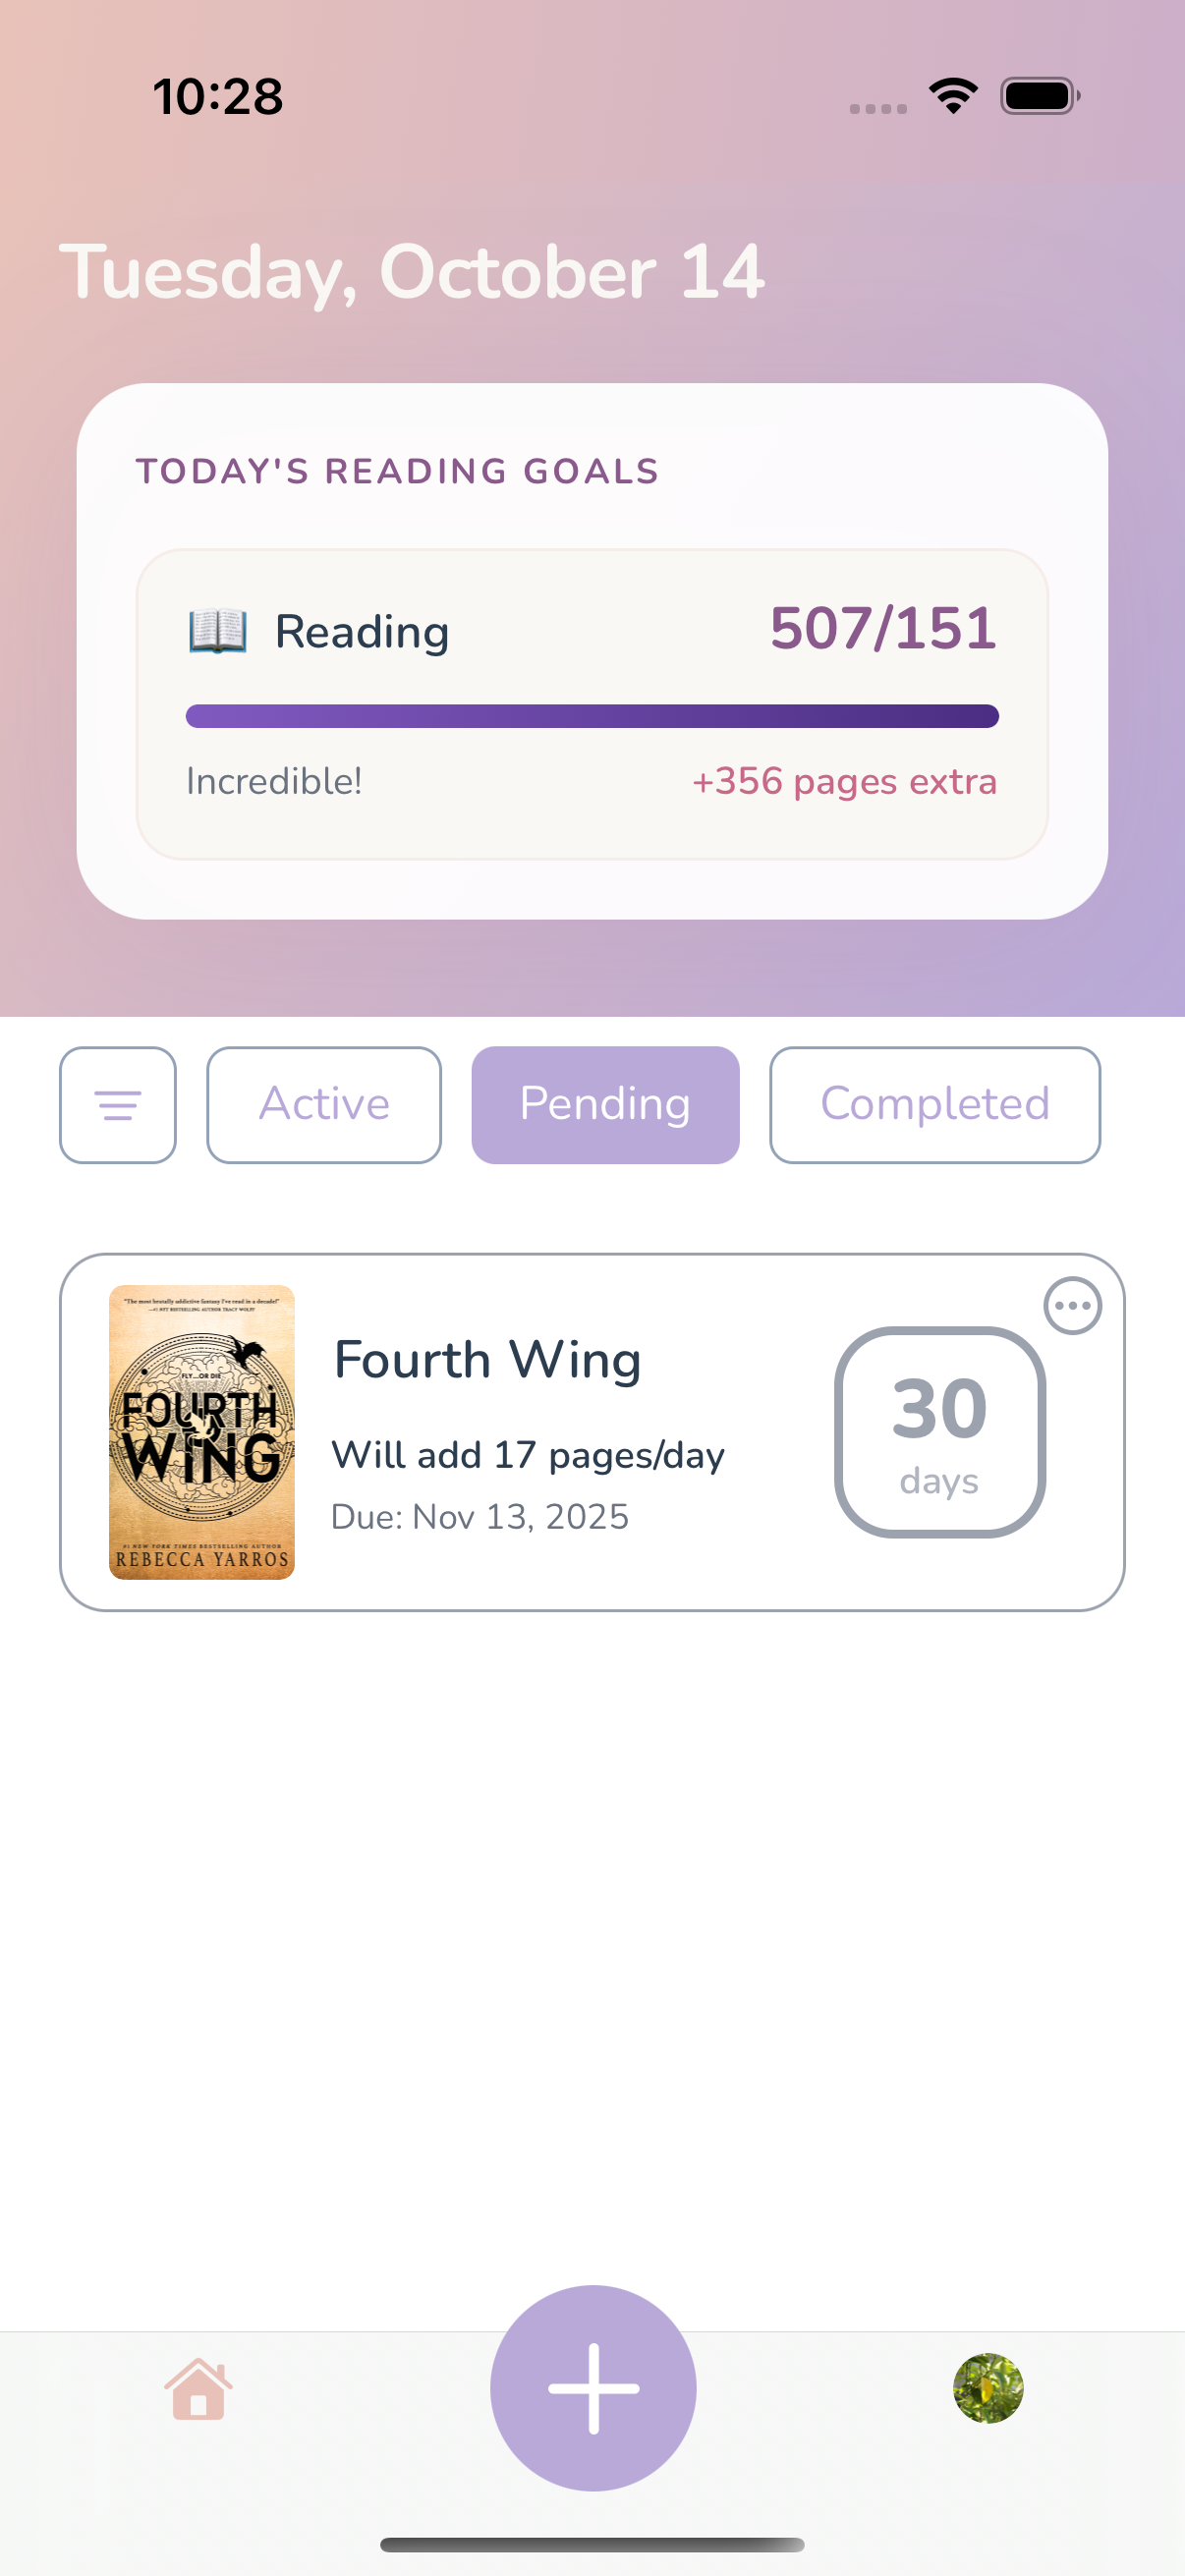 10:28
Tuesday, October 14
TODAY'S READING GOALS
📖 Reading 507/151
Incredible! +356 pages extra
Active Pending Completed
"The most brutally addictive fantasy I've read in a decade!"
—#1 NYT BESTSELLING AUTHOR TRACY WOLFF
FLY...OR DIE
FOURTH
WING
#1 NEW YORK TIMES BESTSELLING AUTHOR
REBECCA YARROS
Fourth Wing
Will add 17 pages/day
Due: Nov 13, 2025
30
days